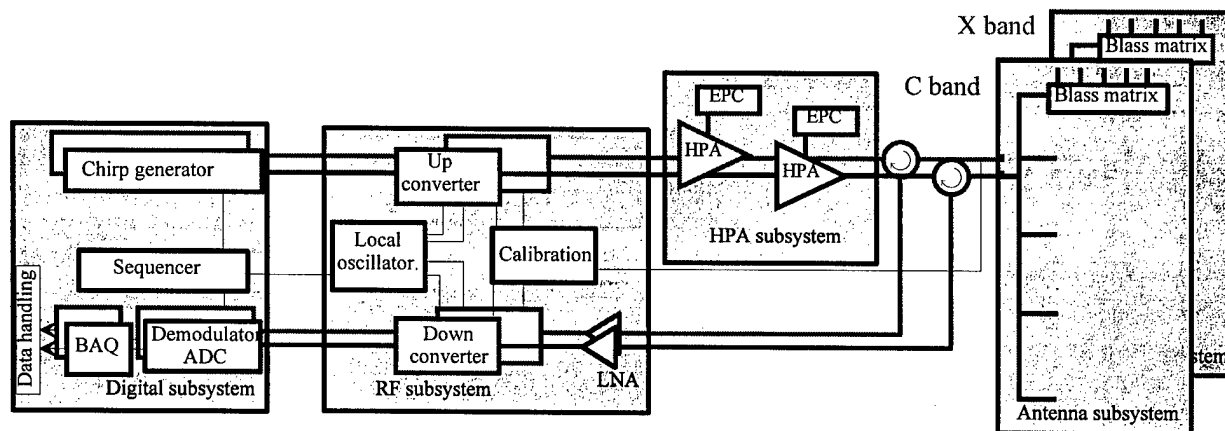 X band
Blass matrix
C band
Blass matrix
EPC
EPC
HPA
HPA
HPA subsystem
Chirp generator
Up
converter
Sequencer
Local
oscillator.
Calibration
Data handling
BAQ
Demodulator
ADC
Digital subsystem
Down
converter
RF subsystem
LNA
Antenna subsystem